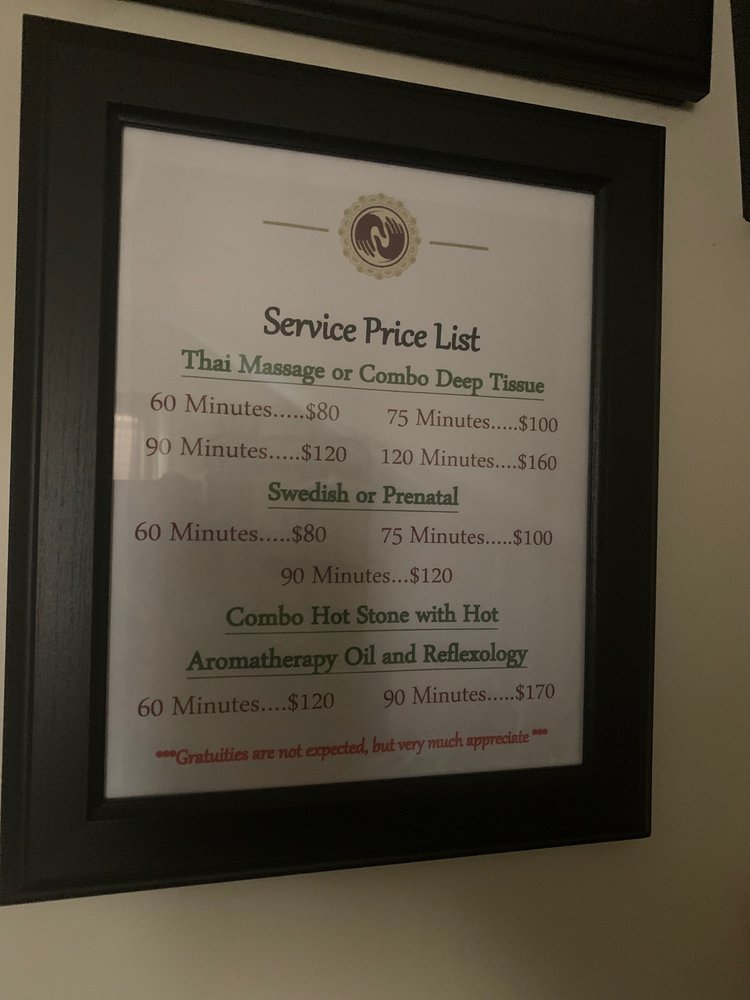 Service Price List
Thai Massage or Combo Deep Tissue
60 Minutes.....$80 75 Minutes.....$100
90 Minutes.....$120 120 Minutes....$160
Swedish or Prenatal
60 Minutes.....$80 75 Minutes.....$100
90 Minutes...$120
Combo Hot Stone with Hot
Aromatherapy Oil and Reflexology
60 Minutes....$120 90 Minutes.....$170
***Gratuities are not expected, but very much appreciate ***